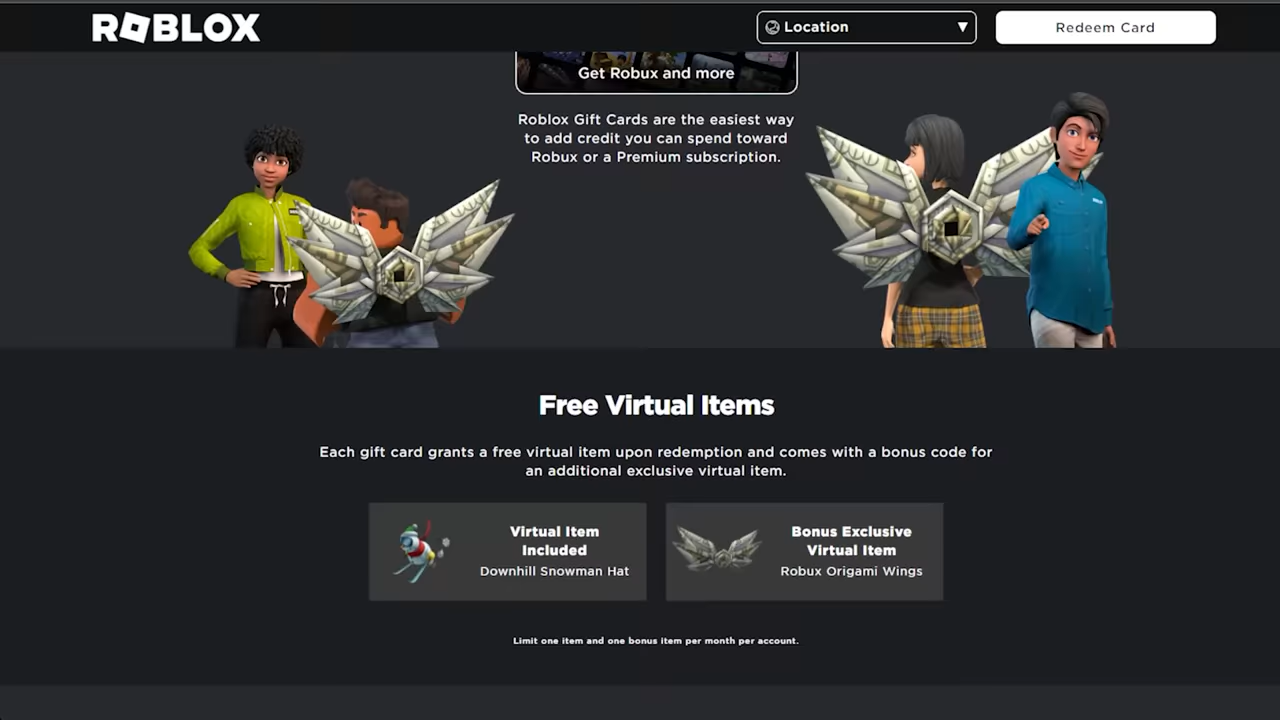 ROBLOX
Location
Redeem Card
Get Robux and more
Roblox Gift Cards are the easiest way
to add credit you can spend toward
Robux or a Premium subscription.
Free Virtual Items
Each gift card grants a free virtual item upon redemption and comes with a bonus code for
an additional exclusive virtual item.
Virtual Item
Included
Downhill Snowman Hat
Bonus Exclusive
Virtual Item
Robux Origami Wings
Limit one item and one bonus item per month per account.